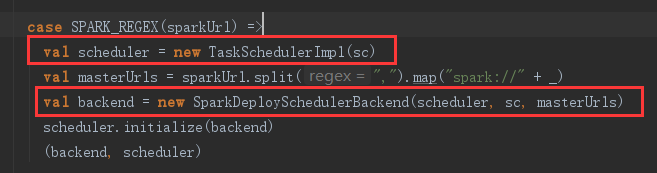 case SPARK_REGEX(sparkUrl) =>
val scheduler = new TaskSchedulerImpl(sc)
val masterUrls = sparkUrl.split( regex = ",").map("spark://" + _)
val backend = new SparkDeploySchedulerBackend(scheduler, sc, masterUrls)
scheduler.initialize(backend)
(backend, scheduler)